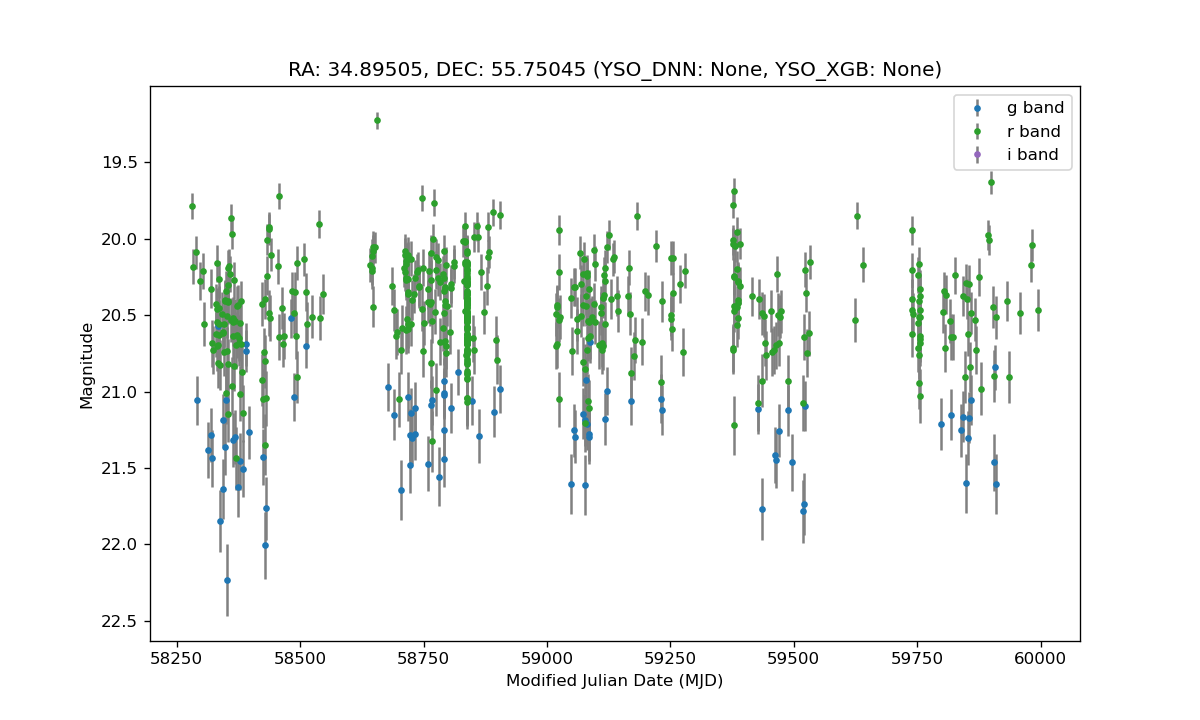 RA: 34.89505, DEC: 55.75045 (YSO_DNN: None, YSO_XGB: None)
g band
r band
i band
19.5
20.0
20.5
21.0
21.5
22.0
22.5
Magnitude
58250 58500 58750 59000 59250 59500 59750 60000
Modified Julian Date (MJD)